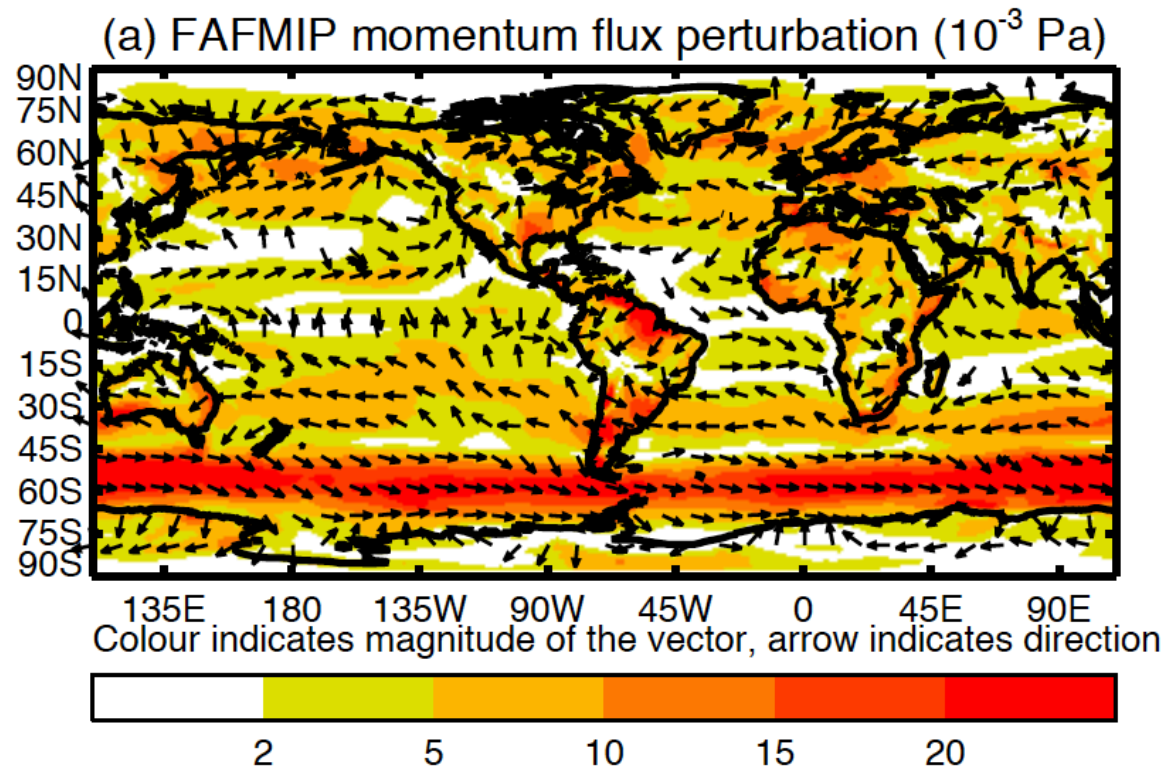 (a) FAFMIP momentum flux perturbation (10⁻³ Pa)
90N
75N
60N
45N
30N
15N
0
15S
30S
45S
60S
75S
90S
135E 180 135W 90W 45W 0 45E 90E
Colour indicates magnitude of the vector, arrow indicates direction
2 5 10 15 20